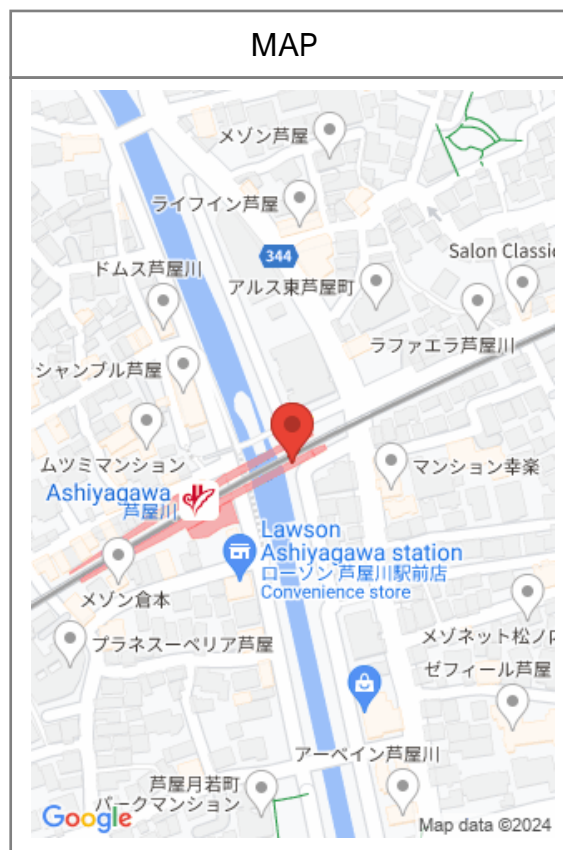 MAP
メゾン芦屋
ライフイン芦屋
344
Salon Classic
ドムス芦屋川
アルス東芦屋町
ラファエラ芦屋川
シャンブル芦屋
ムツミマンション
マンション幸楽
Ashiyagawa
芦屋川
Lawson
Ashiyagawa station
ローソン 芦屋川駅前店
Convenience store
メゾン倉本
メゾネット松ノ内
プラネスーペリア芦屋
ゼフィール芦屋
アーベイン芦屋川
芦屋月若町
パークマンション
Google
Map data ©2024